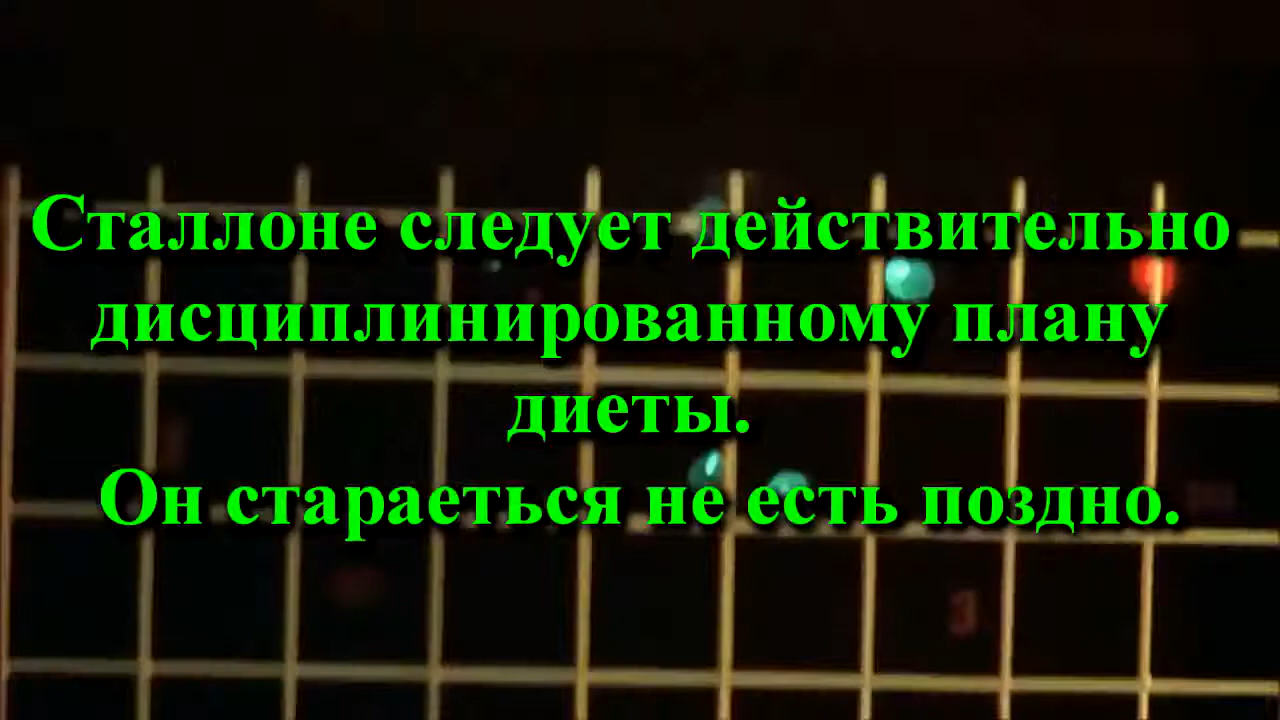 Сталлоне следует действительно
дисциплинированному плану
диеты.
Он стараеться не есть поздно.